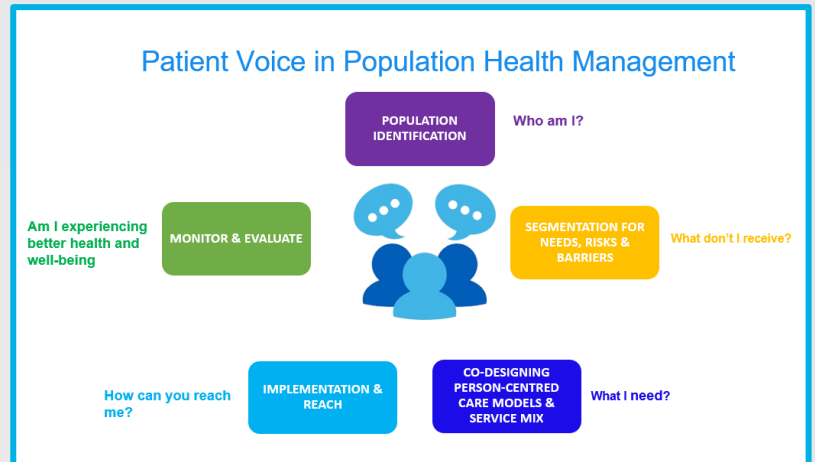 Patient Voice in Population Health Management
POPULATION
IDENTIFICATION
Who am I?
Am I experiencing
better health and
well-being
MONITOR & EVALUATE
SEGMENTATION FOR
NEEDS, RISKS &
BARRIERS
What don't I receive?
How can you reach
me?
IMPLEMENTATION &
REACH
CO-DESIGNING
PERSON-CENTRED
CARE MODELS &
SERVICE MIX
What I need?